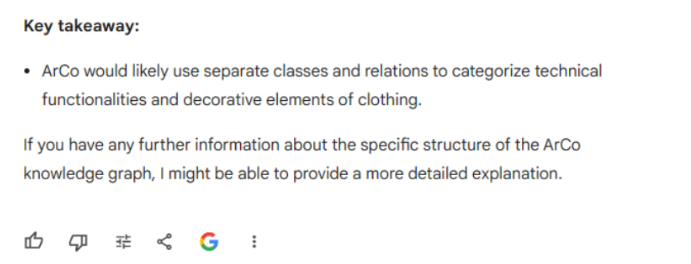 Key takeaway:
• ArCo would likely use separate classes and relations to categorize technical
functionalities and decorative elements of clothing.
If you have any further information about the specific structure of the ArCo
knowledge graph, I might be able to provide a more detailed explanation.